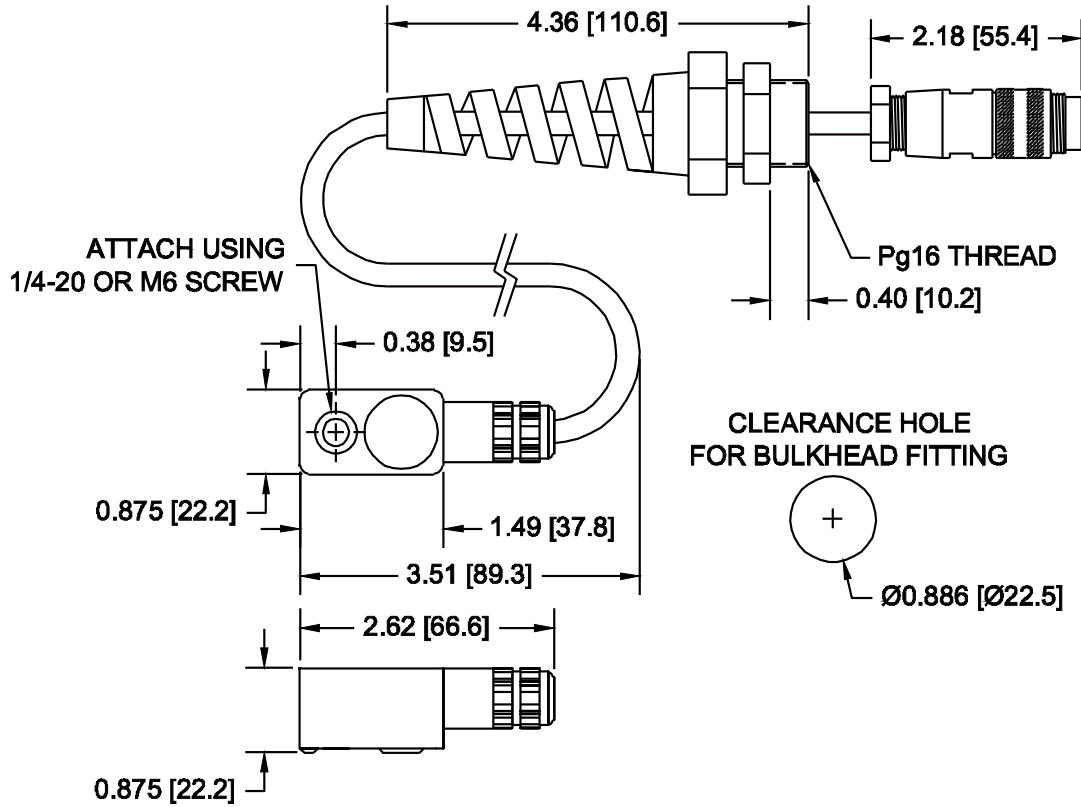 4.36 [110.6]
2.18 [55.4]
ATTACH USING
1/4-20 OR M6 SCREW
Pg16 THREAD
0.40 [10.2]
0.38 [9.5]
CLEARANCE HOLE
FOR BULKHEAD FITTING
0.875 [22.2]
1.49 [37.8]
3.51 [89.3]
Ø0.886 [Ø22.5]
2.62 [66.6]
0.875 [22.2]